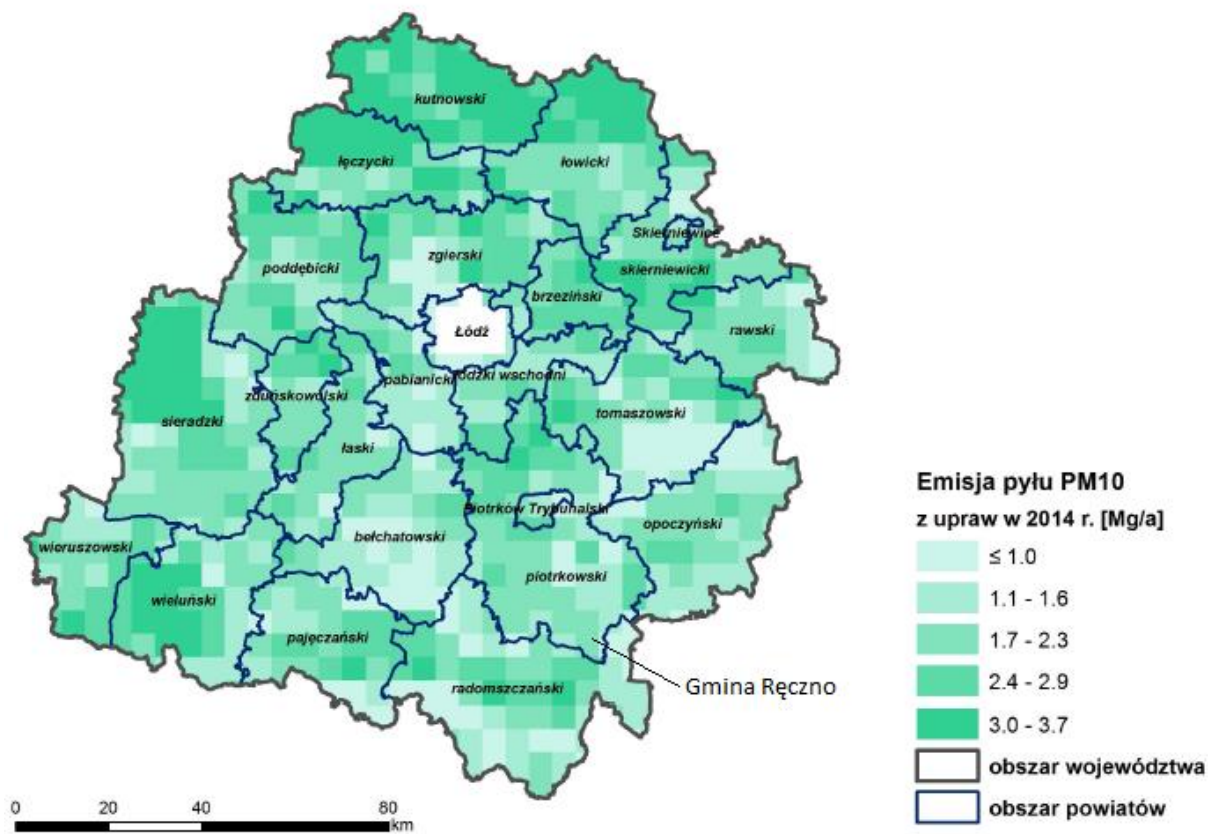 kutnowski
łęczycki
łowicki
Skierniewice
zgierski
poddębicki
skierniewicki
brzeziński
Łódź
rawski
pabianicki
łódzki wschodni
zduńskowolski
tomaszowski
sieradzki
łaski
Piotrków Trybunalski
opoczyński
bełchatowski
wieruszowski
piotrkowski
wieluński
pajęczański
radomszczański
Gmina Ręczno
Emisja pyłu PM10
z upraw w 2014 r. [Mg/a]
≤ 1.0
1.1 - 1.6
1.7 - 2.3
2.4 - 2.9
3.0 - 3.7
obszar województwa
obszar powiatów
0 20 40 80
km